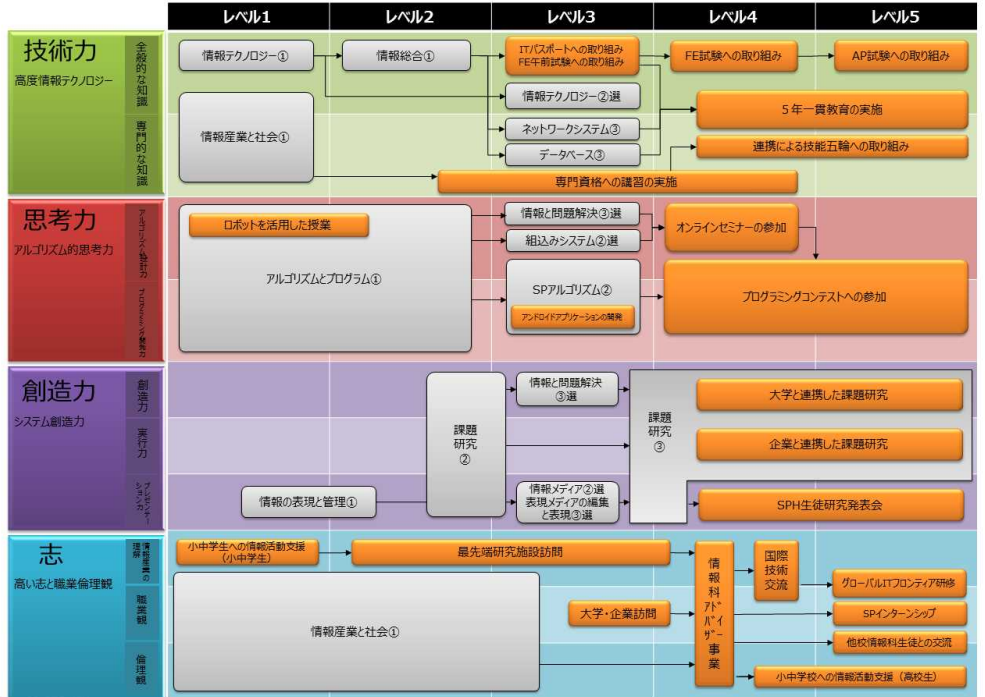 レベル1
レベル2
レベル3
レベル4
レベル5
技術力
高度情報テクノロジー
全般的な知識
専門的な知識
情報テクノロジー①
情報総合①
ITパスポートへの取り組み
FE午前試験への取り組み
FE試験への取り組み
AP試験への取り組み
情報テクノロジー②選
情報産業と社会①
ネットワークシステム③
データベース③
5年一貫教育の実施
連携による技能五輪への取り組み
専門資格への講習の実施
思考力
アルゴリズム的思考力
アルゴリズム設計力
プログラミング開発力
ロボットを活用した授業
アルゴリズムとプログラム①
情報と問題解決③選
組込みシステム②選
オンラインセミナーの参加
SPアルゴリズム②
アンドロイドアプリケーションの開発
プログラミングコンテストへの参加
創造力
システム創造力
創造力
実行力
プレゼンテー
ション力
課題
研究
②
情報と問題解決
③選
課題
研究
③
大学と連携した課題研究
企業と連携した課題研究
情報の表現と管理①
情報メディア②選
表現メディアの編集
と表現③選
SPH生徒研究発表会
志
高い志と職業倫理観
情報産業の
理解
職業観
倫理観
小中学生への情報活動支援
(小中学生)
最先端研究施設訪問
情報科アドバイザー事業
国際
技術
交流
グローバルITフロンティア研修
情報産業と社会①
大学・企業訪問
SPインターンシップ
他校情報科生徒との交流
小中学校への情報活動支援(高校生)